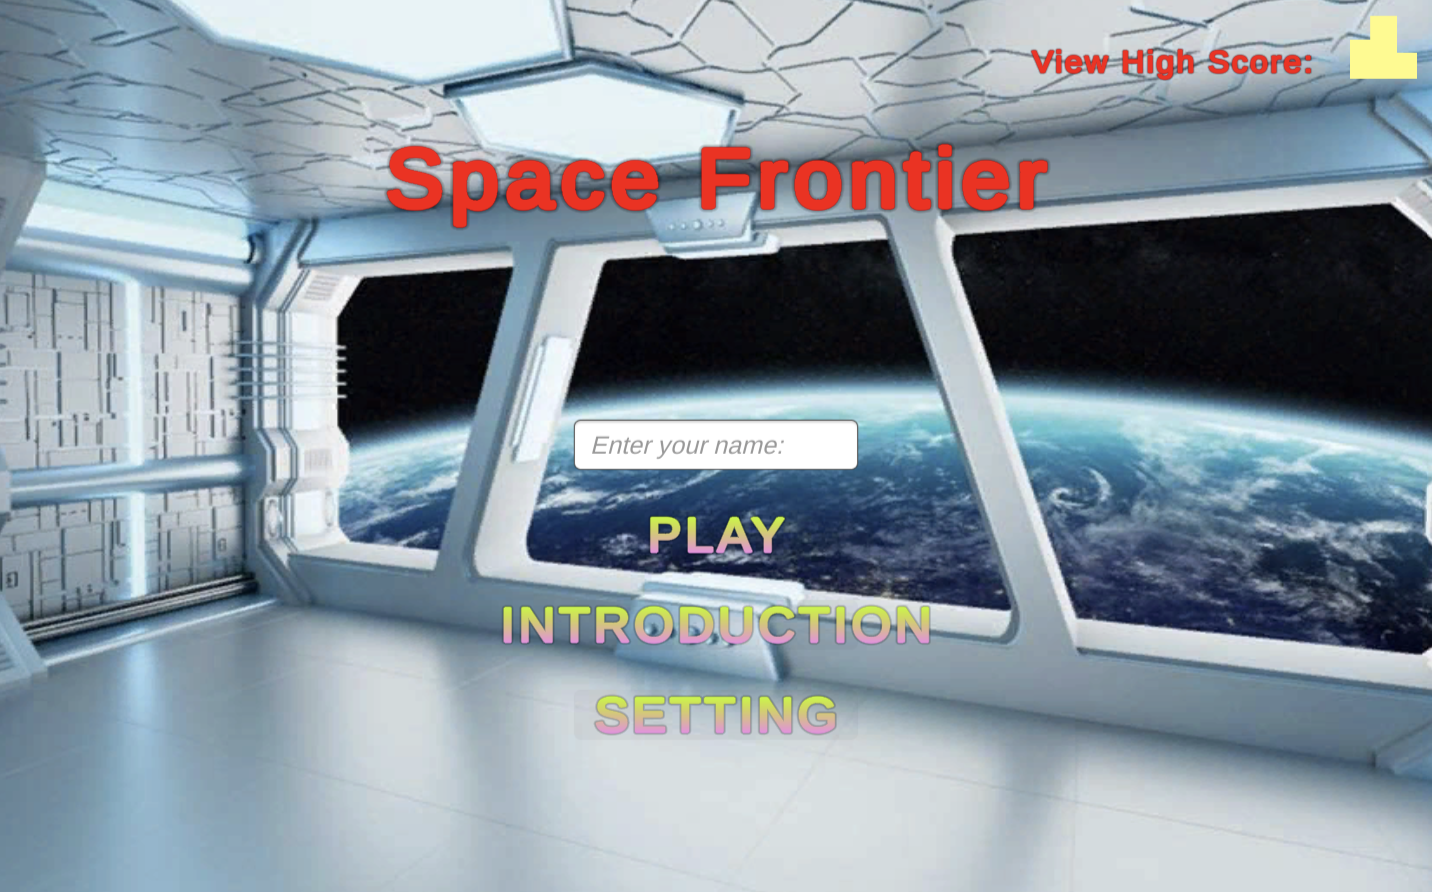 View High Score:
Space Frontier
Enter your name:
PLAY
INTRODUCTION
SETTING